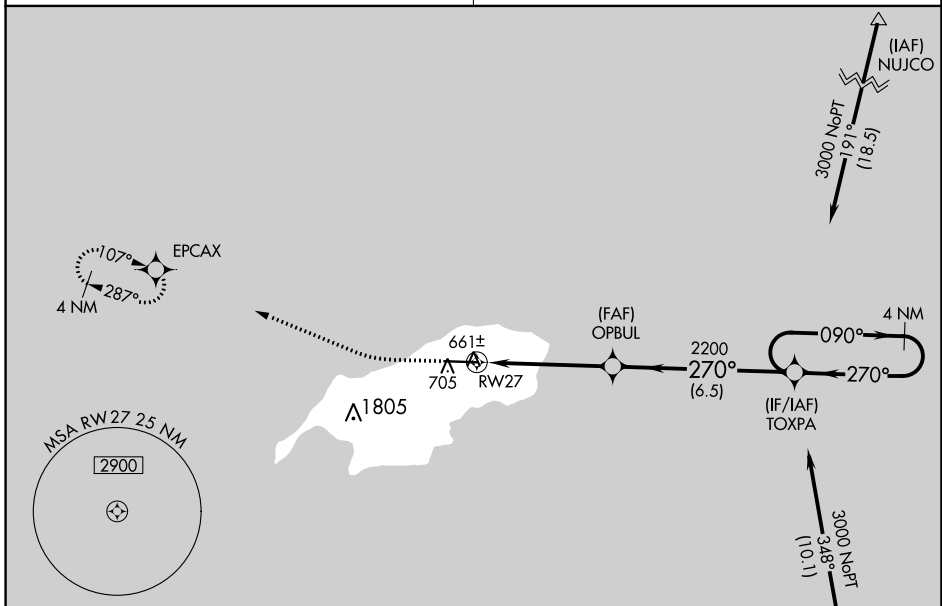 (IAF)
NUJCO
3000 NoPT
191°
(18.5)
EPCAX
107°
287°
4 NM
(FAF)
OPBUL
4 NM
661±
2200
090°
270°
270°
705
RW27
(6.5)
(IF/IAF)
TOXPA
1805
MSA RW27 25 NM
2900
3000 NoPT
348°
(10.1)